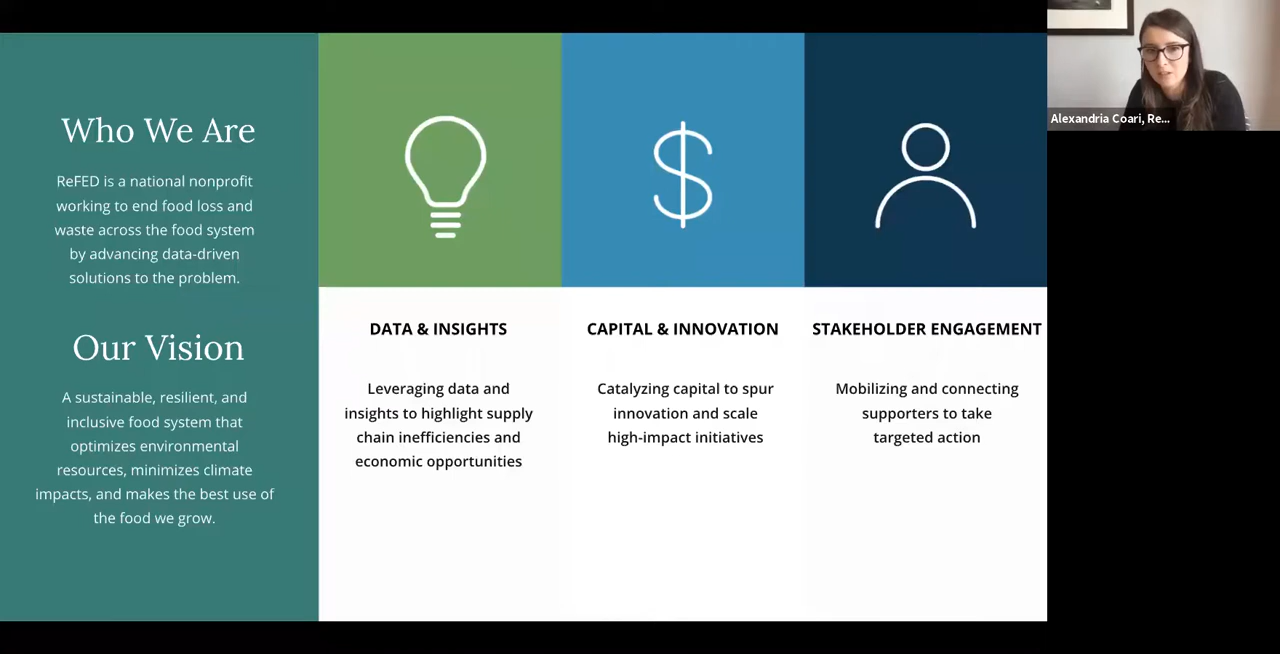 Who We Are
ReFED is a national nonprofit
working to end food loss and
waste across the food system
by advancing data-driven
solutions to the problem.
Our Vision
A sustainable, resilient, and
inclusive food system that
optimizes environmental
resources, minimizes climate
impacts, and makes the best use of
the food we grow.
DATA & INSIGHTS
Leveraging data and
insights to highlight supply
chain inefficiencies and
economic opportunities
CAPITAL & INNOVATION
Catalyzing capital to spur
innovation and scale
high-impact initiatives
STAKEHOLDER ENGAGEMENT
Mobilizing and connecting
supporters to take
targeted action
Alexandria Coari, Re...